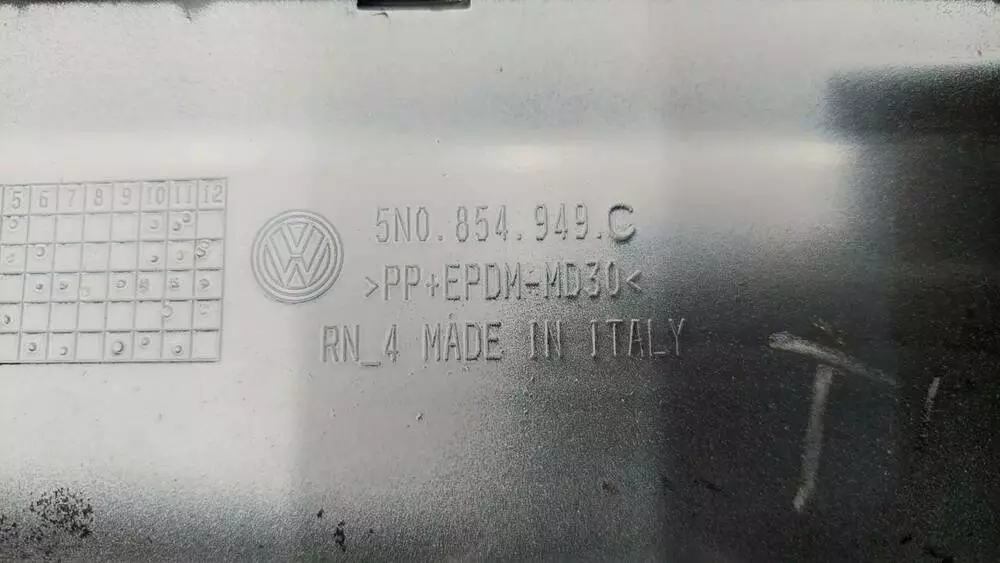 5 6 7 8 9 10 11 12
5N0.854.949.C
>PP+EPDM-MD30<
RN_4 MADE IN ITALY